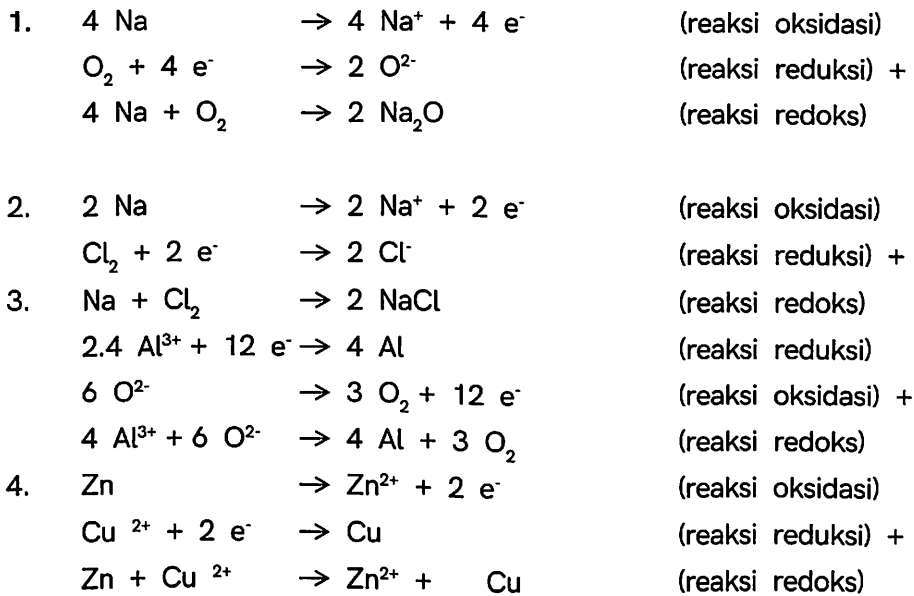 1. 4 Na → 4 Na⁺ + 4 e⁻ (reaksi oksidasi)
O₂ + 4 e⁻ → 2 O²⁻ (reaksi reduksi) +
4 Na + O₂ → 2 Na₂O (reaksi redoks)
2. 2 Na → 2 Na⁺ + 2 e⁻ (reaksi oksidasi)
Cl₂ + 2 e⁻ → 2 Cl⁻ (reaksi reduksi) +
3. Na + Cl₂ → 2 NaCl (reaksi redoks)
2.4 Al³⁺ + 12 e⁻ → 4 Al (reaksi reduksi)
6 O²⁻ → 3 O₂ + 12 e⁻ (reaksi oksidasi) +
4 Al³⁺ + 6 O²⁻ → 4 Al + 3 O₂ (reaksi redoks)
4. Zn → Zn²⁺ + 2 e⁻ (reaksi oksidasi)
Cu ²⁺ + 2 e⁻ → Cu (reaksi reduksi) +
Zn + Cu ²⁺ → Zn²⁺ + Cu (reaksi redoks)